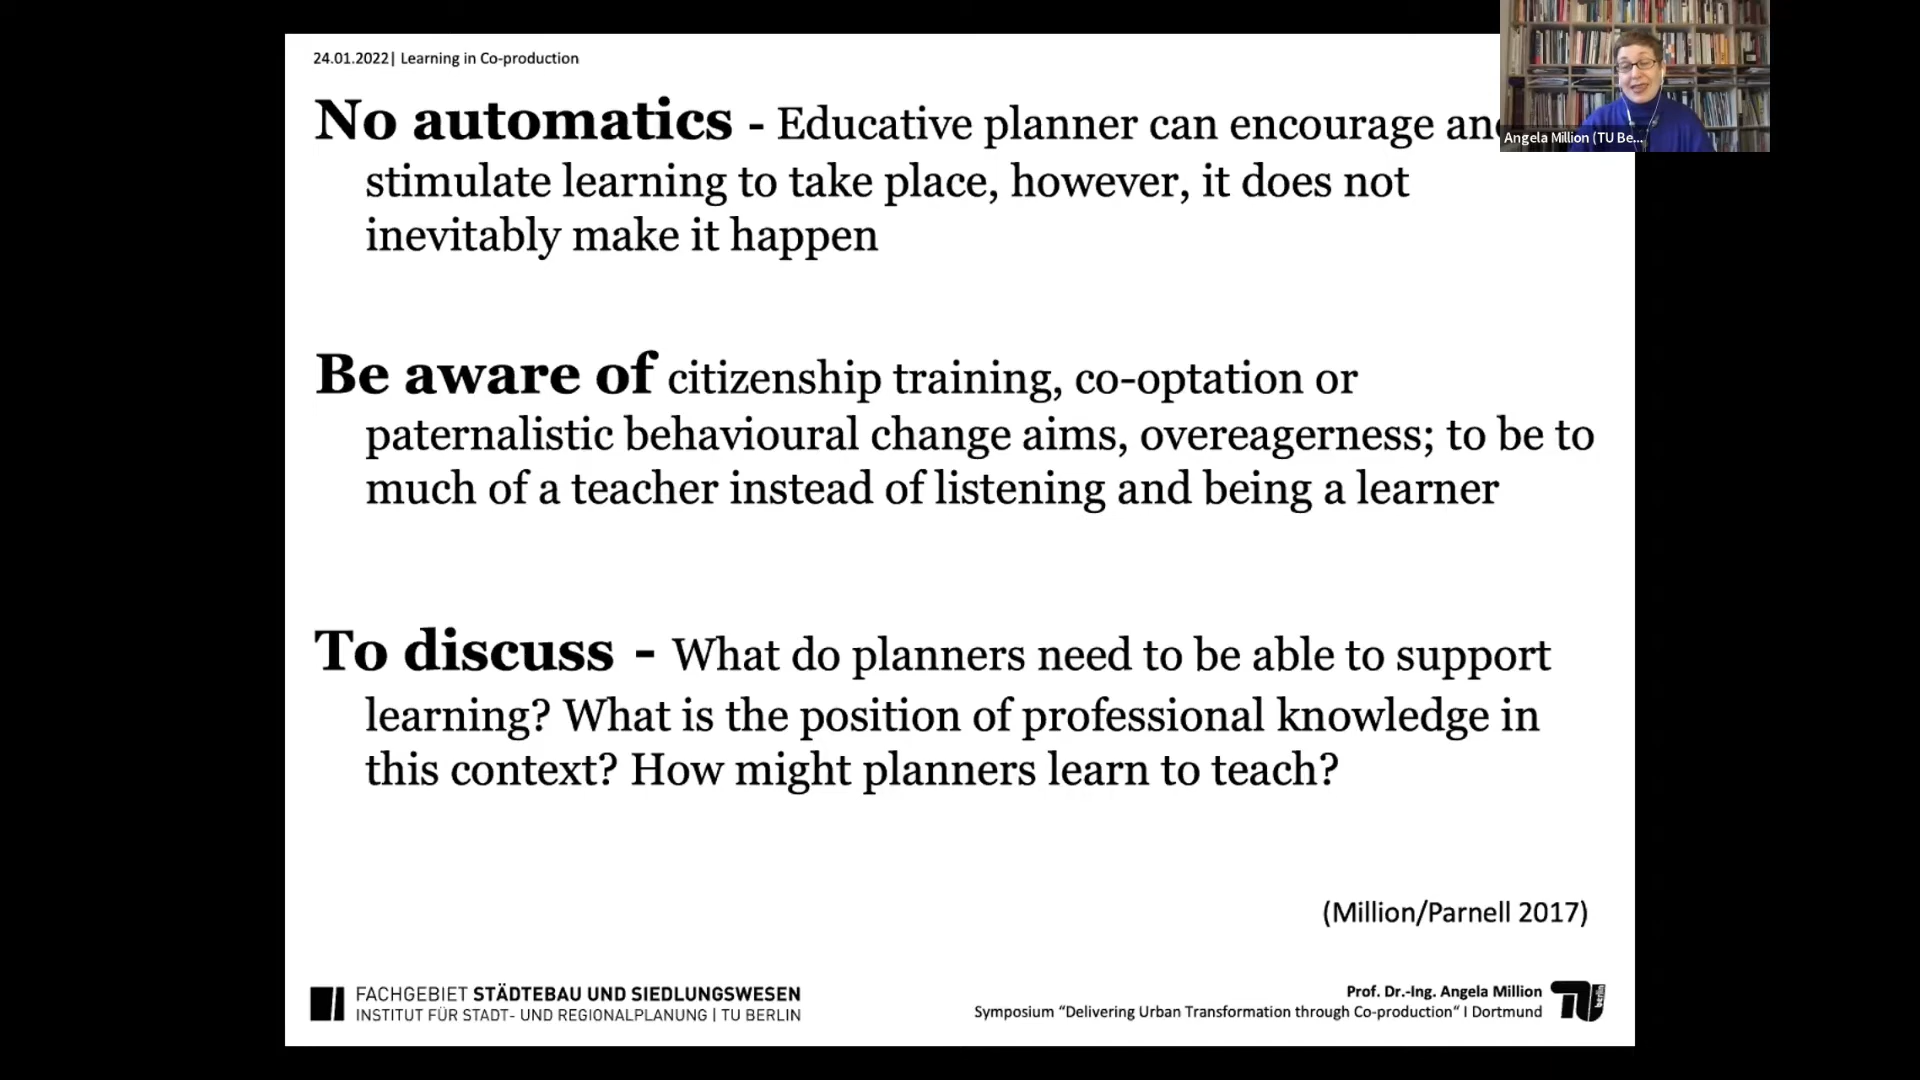 24.01.2022| Learning in Co-production
No automatics - Educative planner can encourage and
stimulate learning to take place, however, it does not
inevitably make it happen
Be aware of citizenship training, co-optation or
paternalistic behavioural change aims, overeagerness; to be to
much of a teacher instead of listening and being a learner
To discuss - What do planners need to be able to support
learning? What is the position of professional knowledge in
this context? How might planners learn to teach?
(Million/Parnell 2017)
FACHGEBIET STÄDTEBAU UND SIEDLUNGSWESEN
INSTITUT FÜR STADT- UND REGIONALPLANUNG | TU BERLIN
Prof. Dr.-Ing. Angela Million
Symposium “Delivering Urban Transformation through Co-production“ I Dortmund
TU berlin
Angela Million (TU Be...